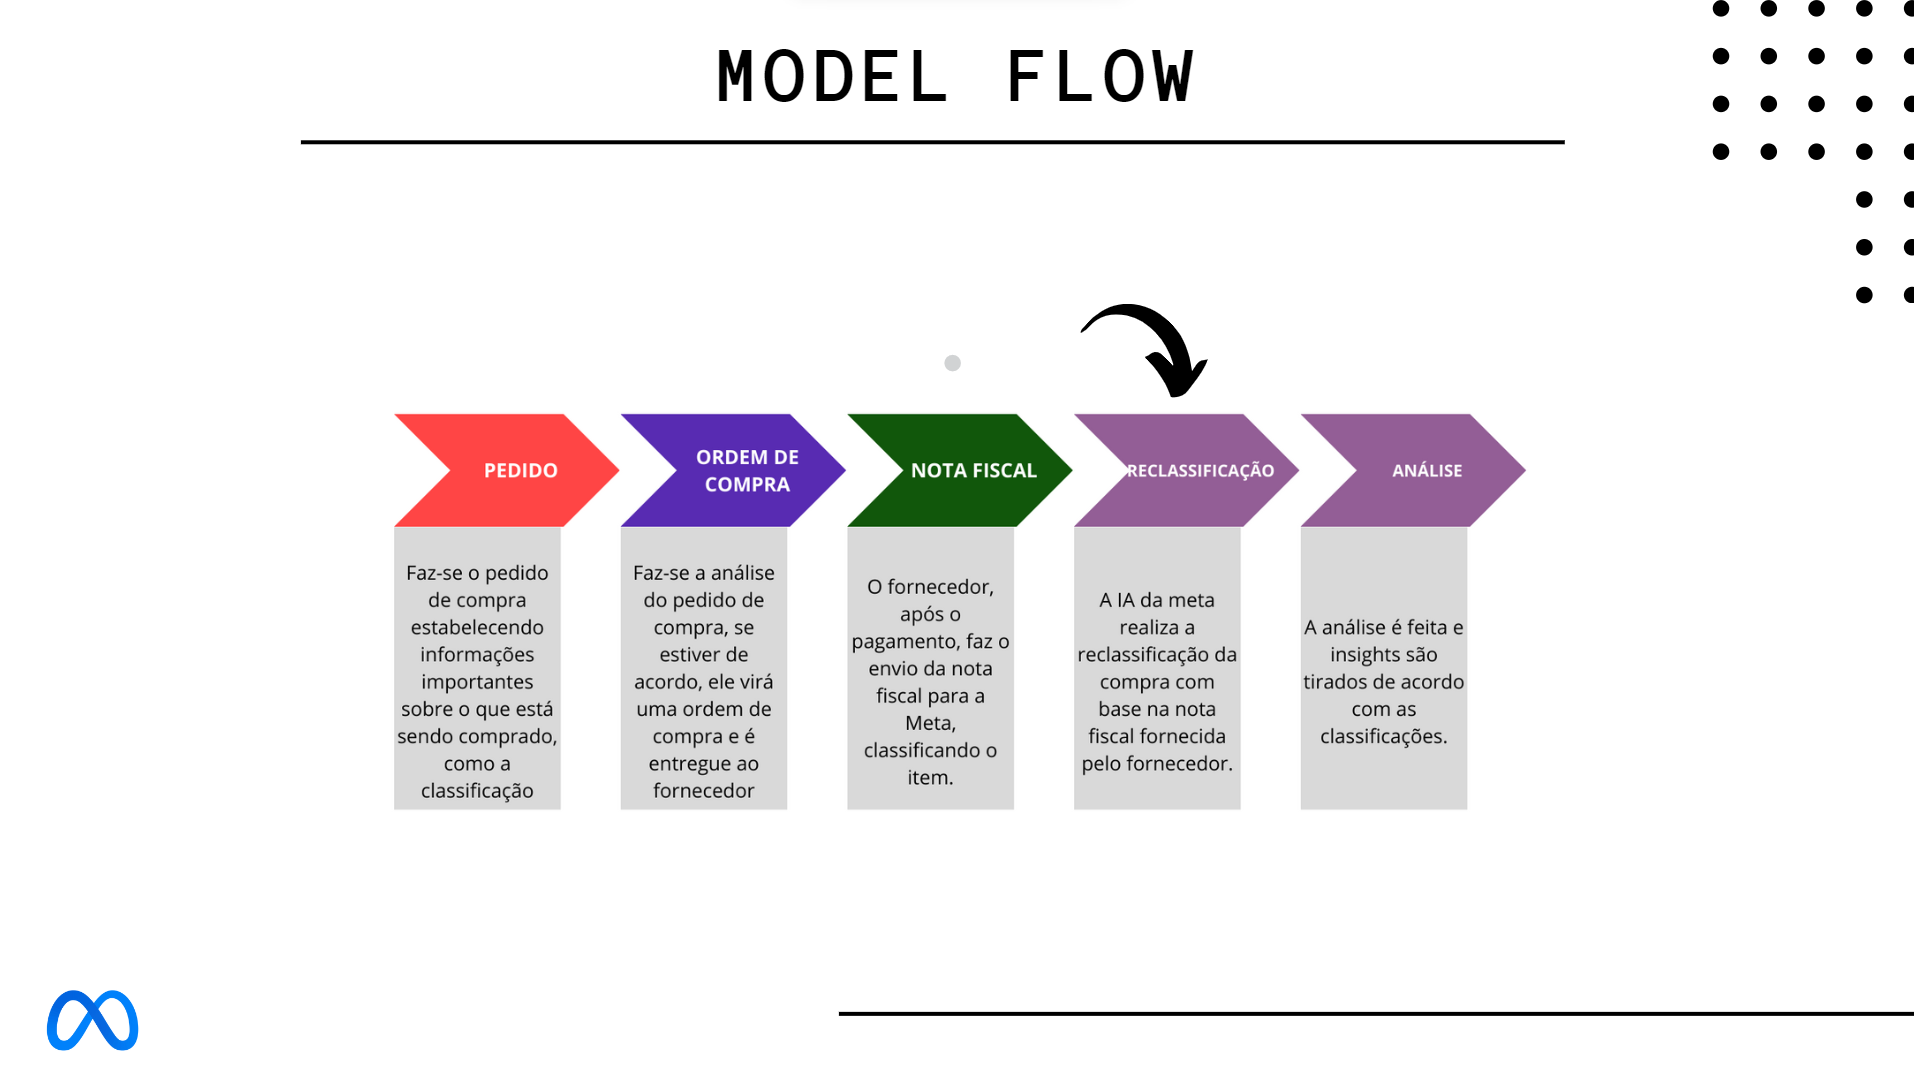 MODEL FLOW
PEDIDO
Faz-se o pedido
de compra
estabelecendo
informações
importantes
sobre o que está
sendo comprado,
como a
classificação
ORDEM DE
COMPRA
Faz-se a análise
do pedido de
compra, se
estiver de
acordo, ele virá
uma ordem de
compra e é
entregue ao
fornecedor
NOTA FISCAL
O fornecedor,
após o
pagamento, faz o
envio da nota
fiscal para a
Meta,
classificando o
item.
RECLASSIFICAÇÃO
A IA da meta
realiza a
reclassificação da
compra com
base na nota
fiscal fornecida
pelo fornecedor.
ANÁLISE
A análise é feita e
insights são
tirados de acordo
com as
classificações.